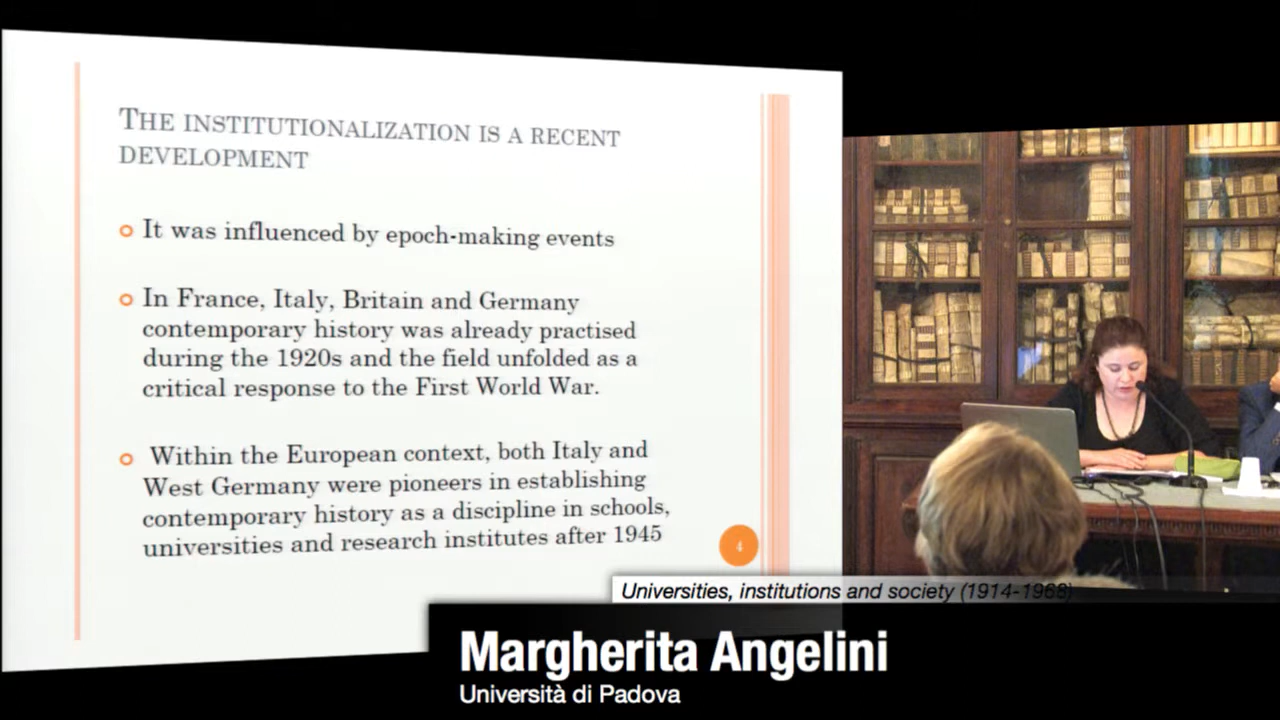 THE INSTITUTIONALIZATION IS A RECENT
DEVELOPMENT
It was influenced by epoch-making events
In France, Italy, Britain and Germany
contemporary history was already practised
during the 1920s and the field unfolded as a
critical response to the First World War.
Within the European context, both Italy and
West Germany were pioneers in establishing
contemporary history as a discipline in schools,
universities and research institutes after 1945
4
Universities, institutions and society (1914-1968)
Margherita Angelini
Università di Padova